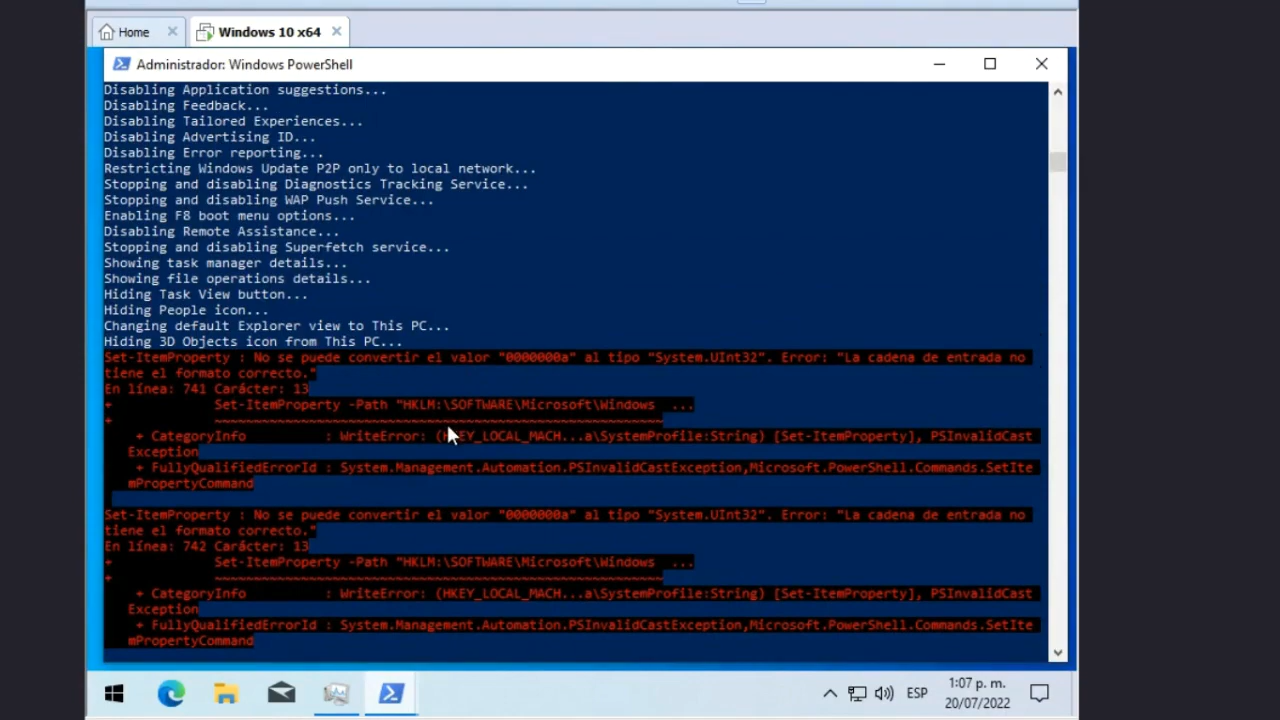 Home
Windows 10 x64
Administrador: Windows PowerShell
Disabling Application suggestions...
Disabling Feedback...
Disabling Tailored Experiences...
Disabling Advertising ID...
Disabling Error reporting...
Restricting Windows Update P2P only to local network...
Stopping and disabling Diagnostics Tracking Service...
Stopping and disabling WAP Push Service...
Enabling F8 boot menu options...
Disabling Remote Assistance...
Stopping and disabling Superfetch service...
Showing task manager details...
Showing file operations details...
Hiding Task View button...
Hiding People icon...
Changing default Explorer view to This PC...
Hiding 3D Objects icon from This PC...
Set-ItemProperty : No se puede convertir el valor "0000000a" al tipo "System.UInt32". Error: "La cadena de entrada no
tiene el formato correcto."
En línea: 741 Carácter: 13
+ Set-ItemProperty -Path "HKLM:\SOFTWARE\Microsoft\Windows ...
+ ~~~~~~~~~~~~~~~~~~~~~~~~~~~~~~~~~~~~~~~~~~~~~~~~~~~~~~~~~
+ CategoryInfo : WriteError: (HKEY_LOCAL_MACH...a\SystemProfile:String) [Set-ItemProperty], PSInvalidCast
Exception
+ FullyQualifiedErrorId : System.Management.Automation.PSInvalidCastException,Microsoft.PowerShell.Commands.SetIte
mPropertyCommand
Set-ItemProperty : No se puede convertir el valor "0000000a" al tipo "System.UInt32". Error: "La cadena de entrada no
tiene el formato correcto."
En línea: 742 Carácter: 13
+ Set-ItemProperty -Path "HKLM:\SOFTWARE\Microsoft\Windows ...
+ ~~~~~~~~~~~~~~~~~~~~~~~~~~~~~~~~~~~~~~~~~~~~~~~~~~~~~~~~~
+ CategoryInfo : WriteError: (HKEY_LOCAL_MACH...a\SystemProfile:String) [Set-ItemProperty], PSInvalidCast
Exception
+ FullyQualifiedErrorId : System.Management.Automation.PSInvalidCastException,Microsoft.PowerShell.Commands.SetIte
mPropertyCommand
ESP
1:07 p. m.
20/07/2022